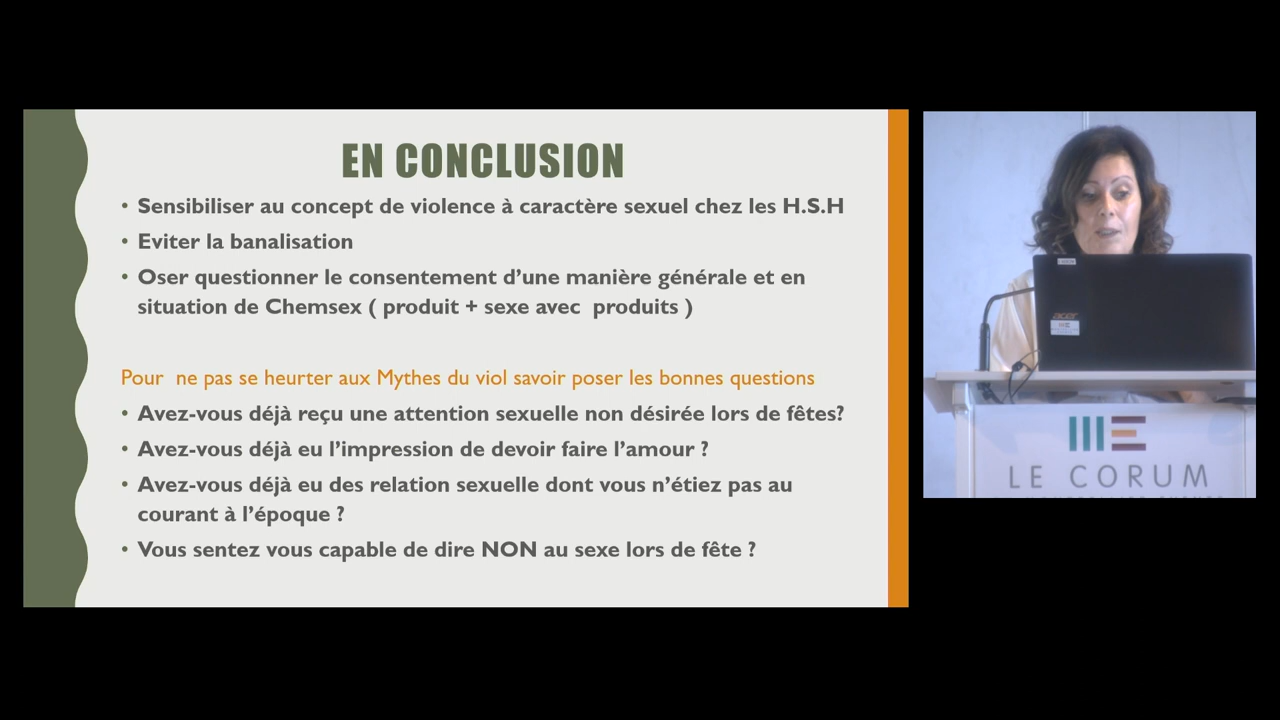 EN CONCLUSION
• Sensibiliser au concept de violence à caractère sexuel chez les H.S.H
• Eviter la banalisation
• Oser questionner le consentement d’une manière générale et en
situation de Chemsex ( produit + sexe avec produits )
Pour ne pas se heurter aux Mythes du viol savoir poser les bonnes questions
• Avez-vous déjà reçu une attention sexuelle non désirée lors de fêtes?
• Avez-vous déjà eu l’impression de devoir faire l’amour ?
• Avez-vous déjà eu des relation sexuelle dont vous n’étiez pas au
courant à l’époque ?
• Vous sentez vous capable de dire NON au sexe lors de fête ?
acer
LE CORUM